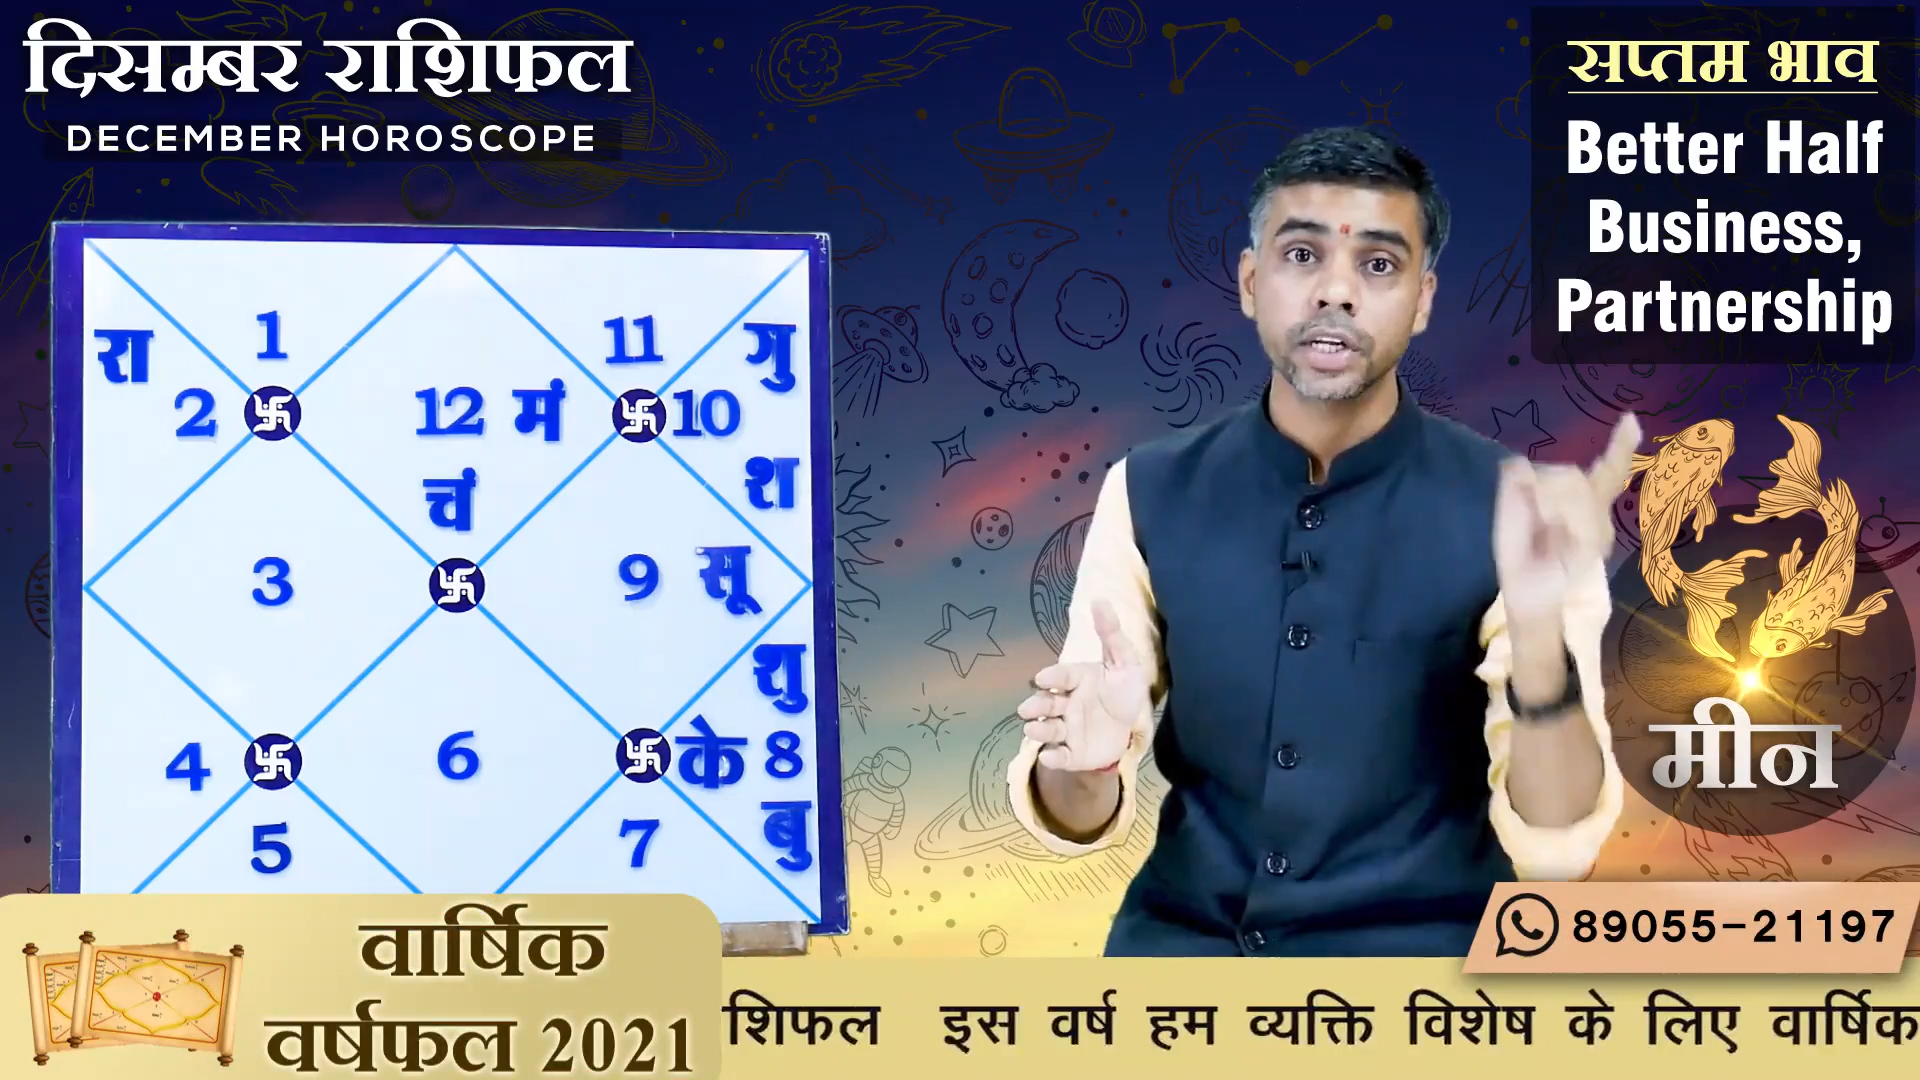 दिसम्बर राशिफल
DECEMBER HOROSCOPE
सप्तम भाव
Better Half
Business,
Partnership
रा
1
2
12
मं
चं
11
गु
10
श
3
9
सू
शु
4
6
के
8
बु
5
7
मीन
89055-21197
वार्षिक
वर्षफल 2021
शिफल इस वर्ष हम व्यक्ति विशेष के लिए वार्षिक